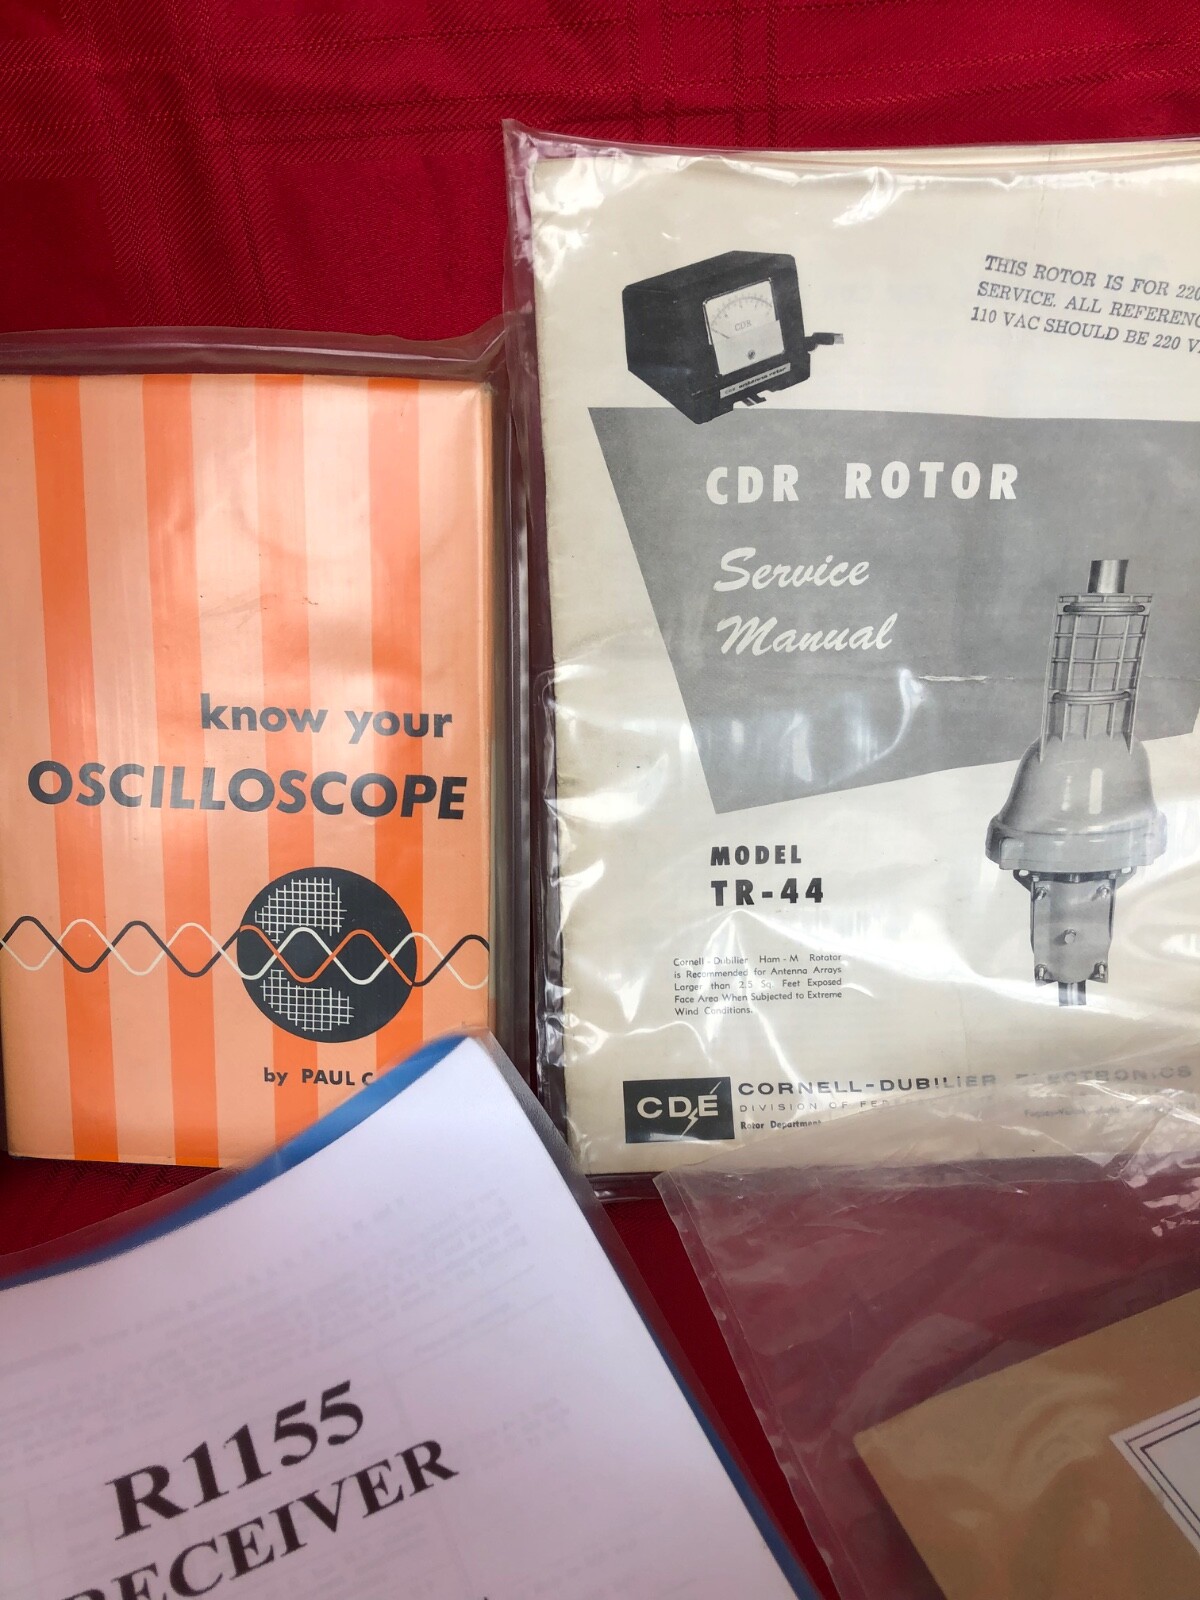 know your
OSCILLOSCOPE
by PAUL C
THIS ROTOR IS FOR 220
SERVICE. ALL REFERENC
110 VAC SHOULD BE 220 V
CDR
CDR ROTOR
Service
Manual
MODEL
TR-44
Cornell-Dubilier Ham-M Rotator
is Recommended for Antenna Arrays
Larger than 2.5 Sq. Feet Exposed
Face Area When Subjected to Extreme
Wind Conditions.
CDE
CORNELL-DUBILIER ELECTRONICS
DIVISION OF
Rotor Department
R1155
RECEIVER